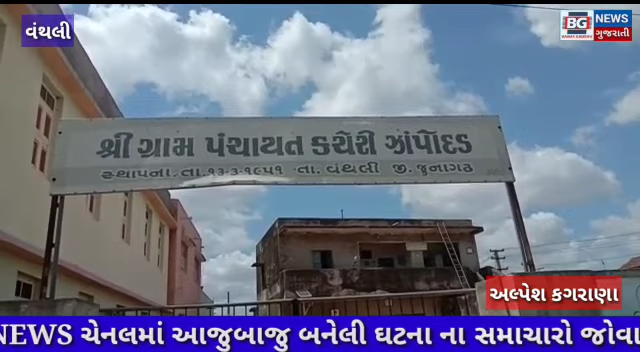 વંથલી
BG NEWS
ગુજરાતી
શ્રી ગ્રામ પંચાયત કચેરી ઝાંપોદડ
સ્થાપના.તા.૧૩-૩-૧૯૫૧ તા. વંથલી જી. જુનાગઢ
અલ્પેશ કગરાણા
NEWS ચેનલમાં આજુબાજુ બનેલી ઘટના ના સમાચારો જોવા